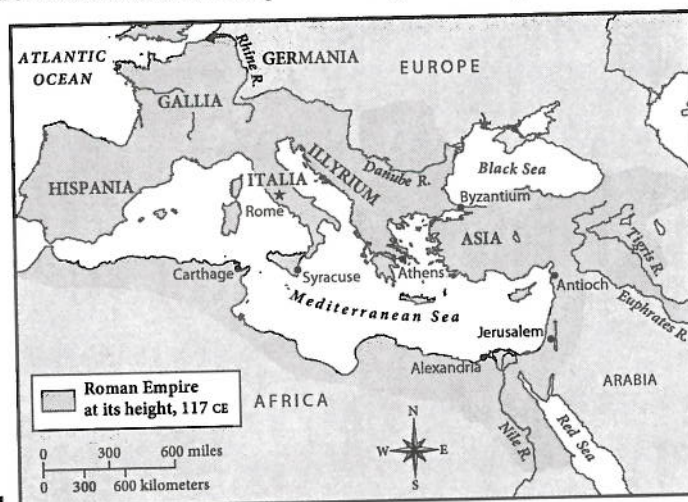 ATLANTIC
OCEAN
Rhine R.
GERMANIA
EUROPE
GALLIA
HISPANIA
ITALIA
Rome
ILLYRIUM
Danube R.
Black Sea
Byzantium
ASIA
Tigris R.
Carthage
Syracuse
Athens
Antioch
Euphrates R.
Mediterranean Sea
Jerusalem
Alexandria
ARABIA
AFRICA
Nile R.
Red Sea
Roman Empire
at its height, 117 CE
0 300 600 miles
0 300 600 kilometers
N
W E
S